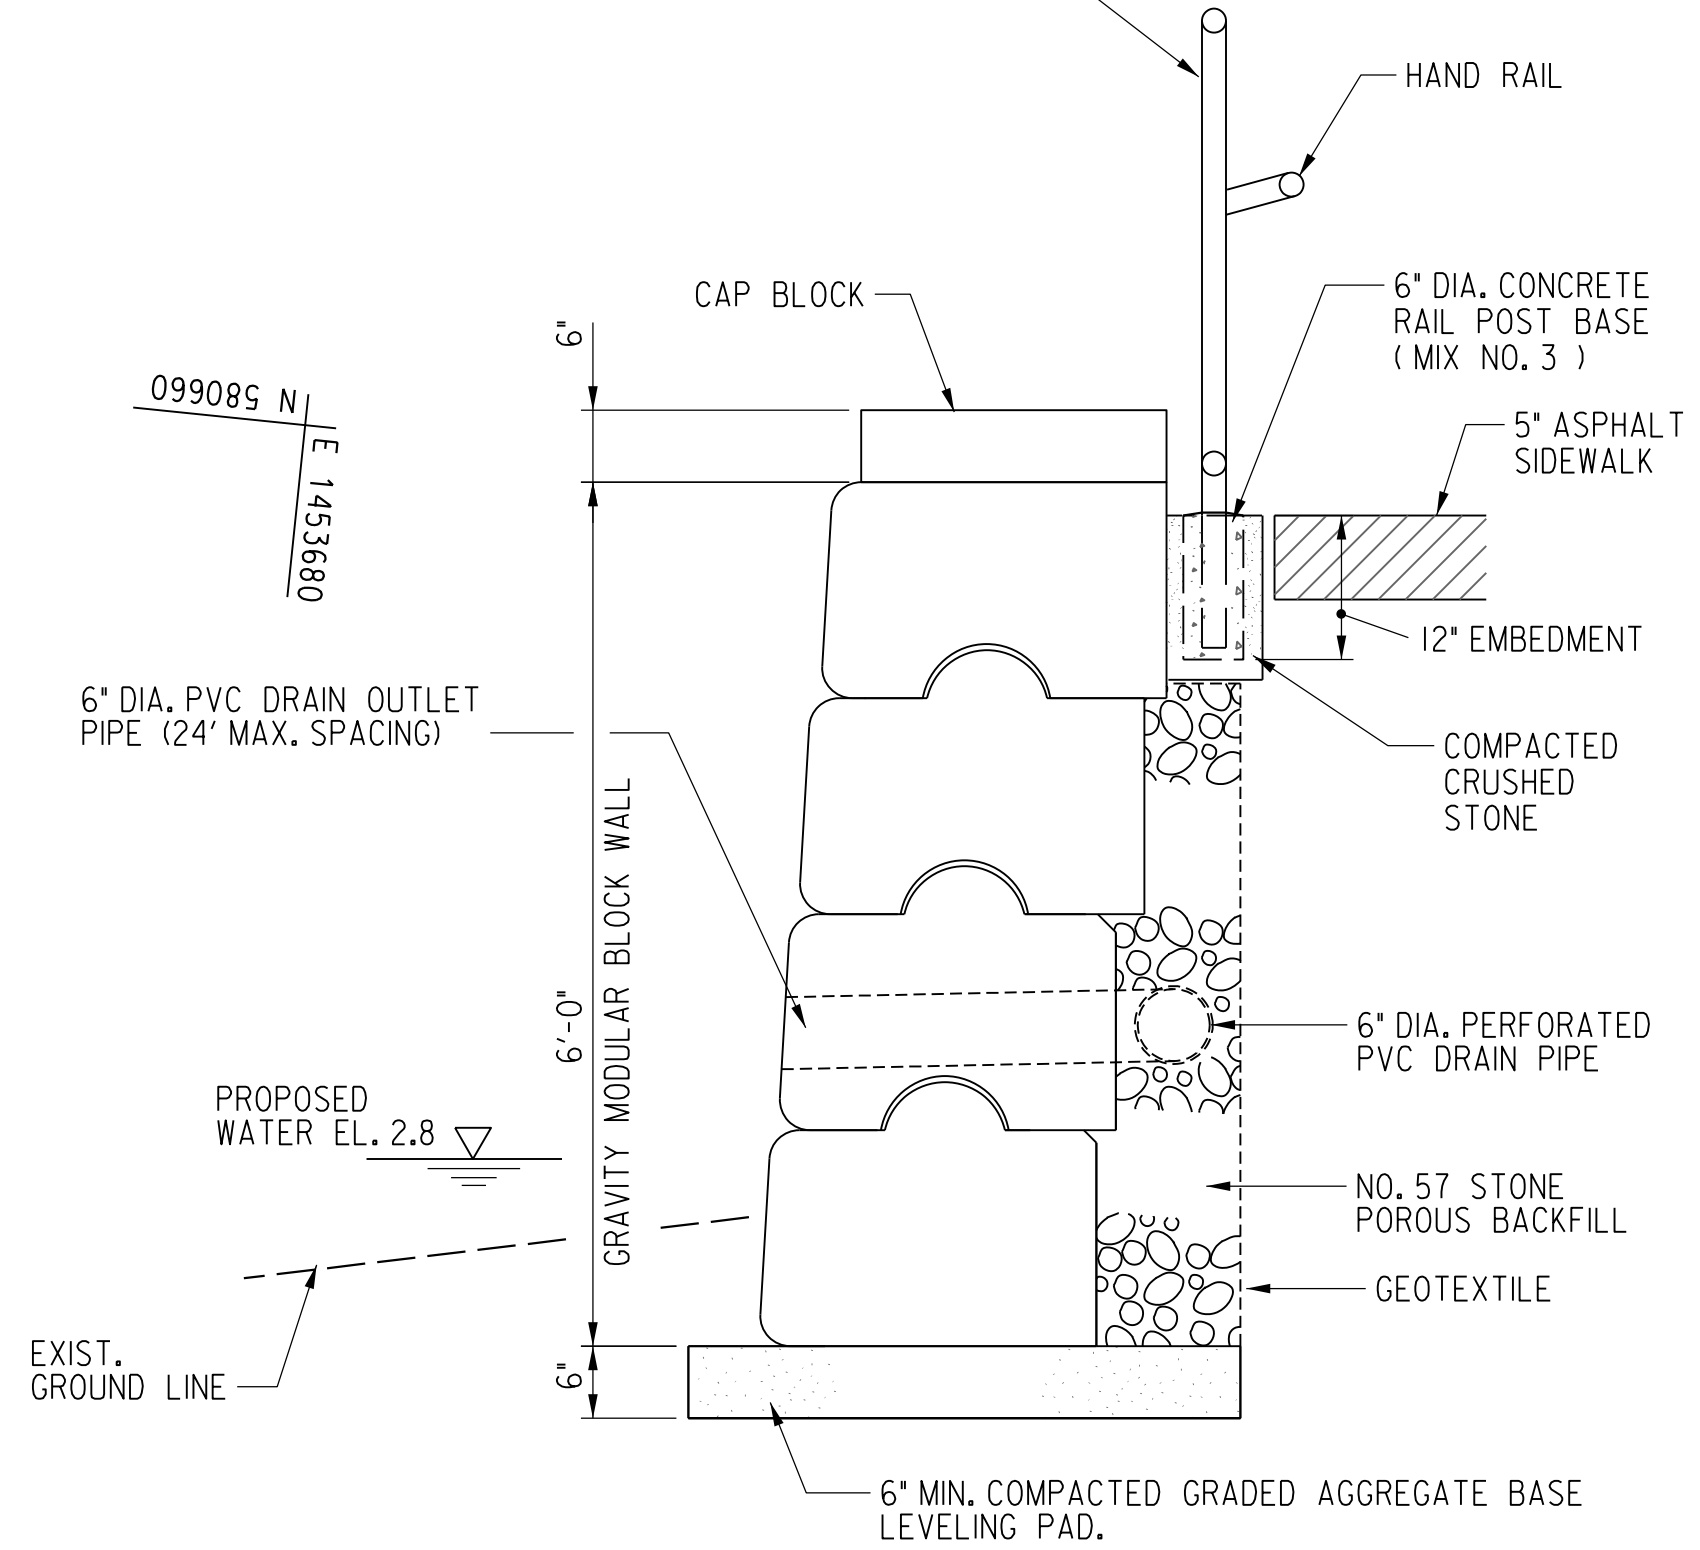 HAND RAIL
CAP BLOCK
6" DIA. CONCRETE
RAIL POST BASE
( MIX NO. 3 )
6"
N 580660
E 1453680
5" ASPHALT
SIDEWALK
12" EMBEDMENT
6" DIA. PVC DRAIN OUTLET
PIPE (24' MAX. SPACING)
COMPACTED
CRUSHED
STONE
6'-0"
GRAVITY MODULAR BLOCK WALL
6" DIA. PERFORATED
PVC DRAIN PIPE
PROPOSED
WATER EL. 2.8
NO. 57 STONE
POROUS BACKFILL
GEOTEXTILE
EXIST.
GROUND LINE
6"
6" MIN. COMPACTED GRADED AGGREGATE BASE
LEVELING PAD.